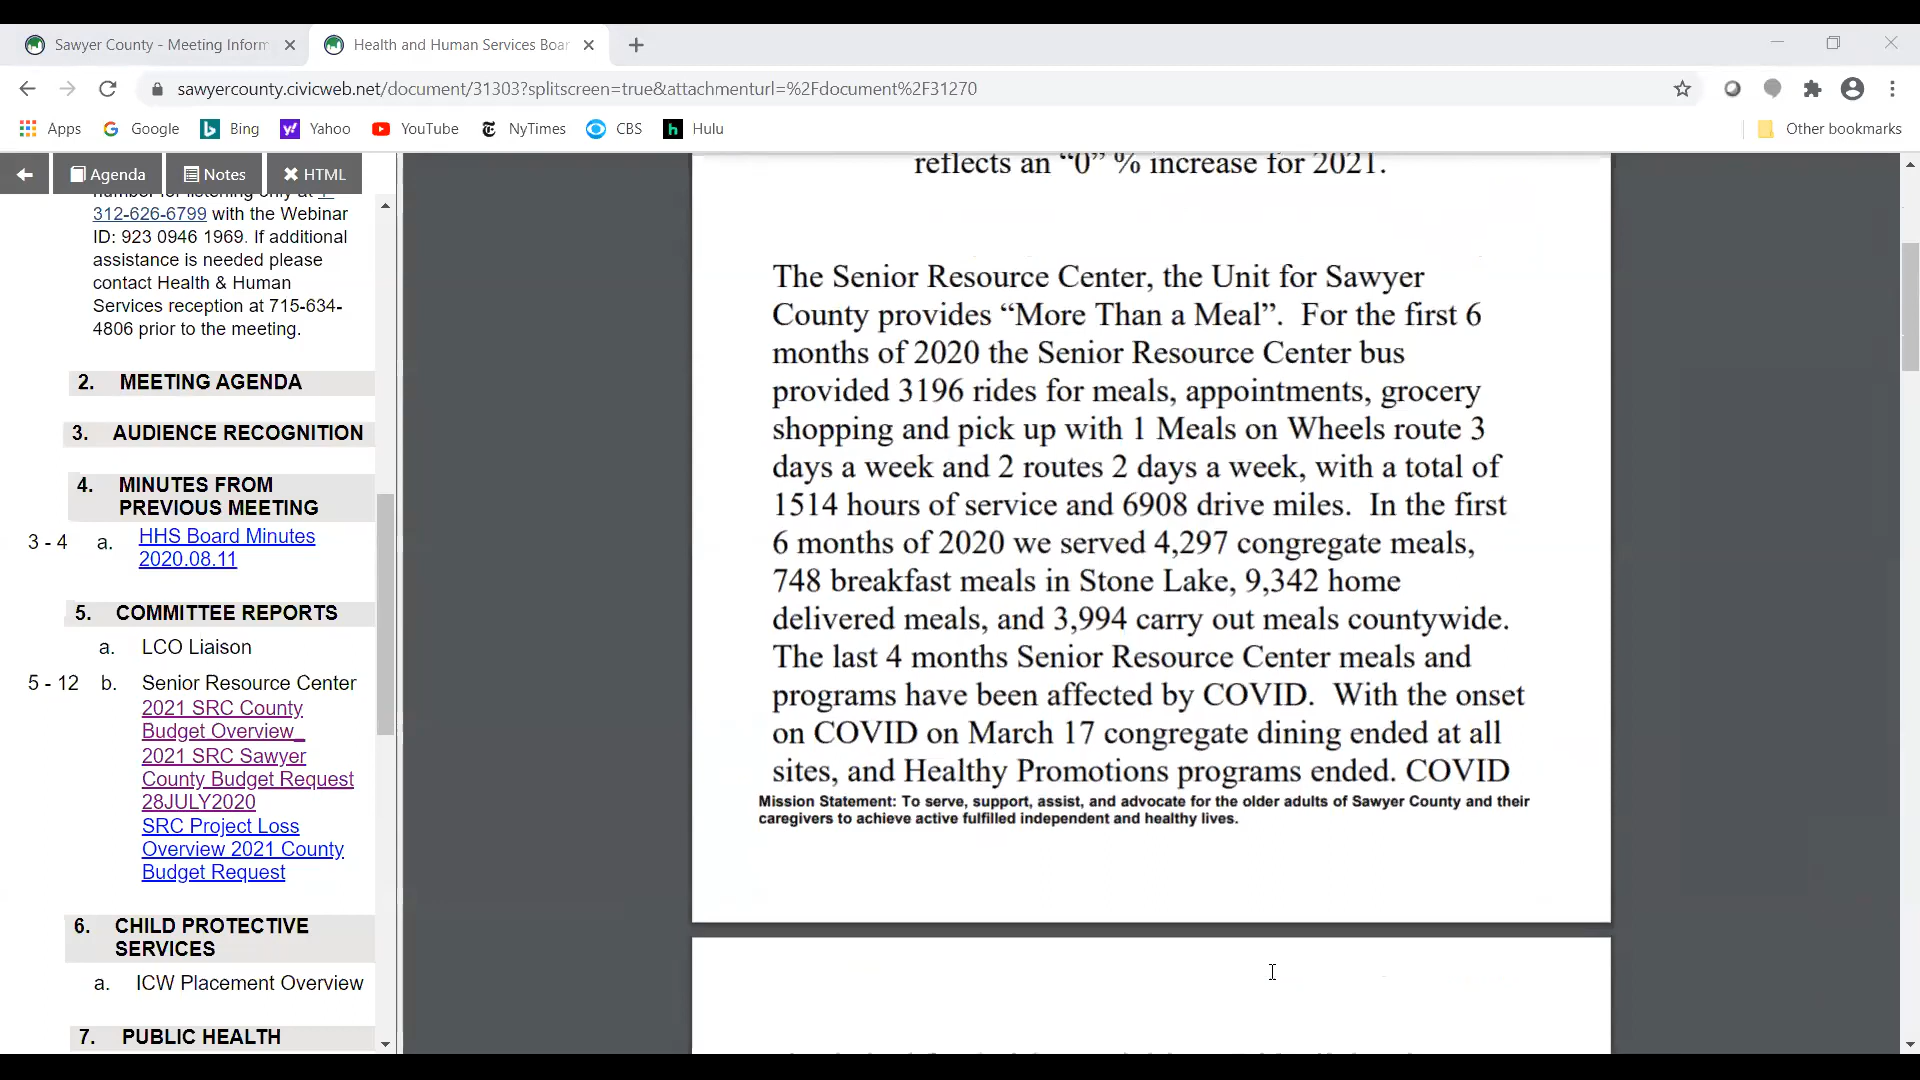 Sawyer County - Meeting Inform
Health and Human Services Boar
sawyercounty.civicweb.net/document/31303?splitscreen=true&attachmenturl=%2Fdocument%2F31270
Apps Google Bing Yahoo YouTube NyTimes CBS Hulu Other bookmarks
Agenda Notes HTML
number for listening only at 1-
312-626-6799 with the Webinar
ID: 923 0946 1969. If additional
assistance is needed please
contact Health & Human
Services reception at 715-634-
4806 prior to the meeting.
2. MEETING AGENDA
3. AUDIENCE RECOGNITION
4. MINUTES FROM
PREVIOUS MEETING
3 - 4 a. HHS Board Minutes
2020.08.11
5. COMMITTEE REPORTS
a. LCO Liaison
5 - 12 b. Senior Resource Center
2021 SRC County
Budget Overview_
2021 SRC Sawyer
County Budget Request
28JULY2020
SRC Project Loss
Overview 2021 County
Budget Request
6. CHILD PROTECTIVE
SERVICES
a. ICW Placement Overview
7. PUBLIC HEALTH
reflects an “0” % increase for 2021.
The Senior Resource Center, the Unit for Sawyer
County provides “More Than a Meal”. For the first 6
months of 2020 the Senior Resource Center bus
provided 3196 rides for meals, appointments, grocery
shopping and pick up with 1 Meals on Wheels route 3
days a week and 2 routes 2 days a week, with a total of
1514 hours of service and 6908 drive miles. In the first
6 months of 2020 we served 4,297 congregate meals,
748 breakfast meals in Stone Lake, 9,342 home
delivered meals, and 3,994 carry out meals countywide.
The last 4 months Senior Resource Center meals and
programs have been affected by COVID. With the onset
on COVID on March 17 congregate dining ended at all
sites, and Healthy Promotions programs ended. COVID
Mission Statement: To serve, support, assist, and advocate for the older adults of Sawyer County and their
caregivers to achieve active fulfilled independent and healthy lives.